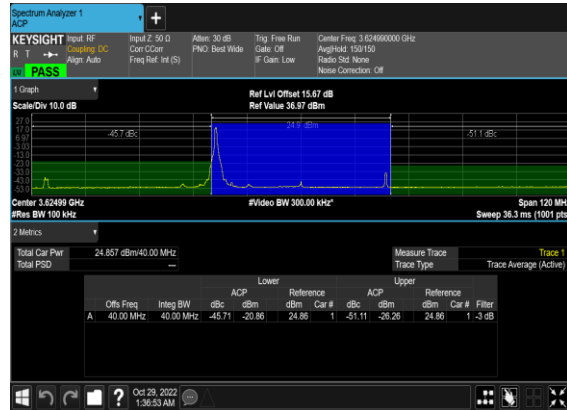 Spectrum Analyzer 1
ACP
+
KEYSIGHT Input: RF Input Z: 50 Ω Atten: 30 dB Trig: Free Run Center Freq: 3.624990000 GHz
R T Coupling: DC Corr CCorr PNO: Best Wide Gate: Off Avg|Hold: 150/150
Align: Auto Freq Ref: Int (S) IF Gain: Low Radio Std: None
LW PASS Noise Correction: Off
1 Graph Ref Lvl Offset 15.67 dB
Scale/Div 10.0 dB Ref Value 36.97 dBm
27.0
17.0 -45.7 dBc 24.9 dBm -51.1 dBc
6.97
-3.03
-13.0
-23.0
-33.0
-43.0
-53.0
Center 3.62499 GHz #Video BW 300.00 kHz* Span 120 MH
#Res BW 100 kHz Sweep 36.3 ms (1001 pts
2 Metrics
Total Car Pwr 24.857 dBm/40.00 MHz Measure Trace Trace 1
Total PSD --- Trace Type Trace Average (Active)
Lower Upper
ACP Reference ACP Reference
Offs Freq Integ BW dBc dBm dBm Car # dBc dBm dBm Car # Filter
A 40.00 MHz 40.00 MHz -45.71 -20.86 24.86 1 -51.11 -26.26 24.86 1 -3 dB
? Oct 29, 2022
1:36:53 AM